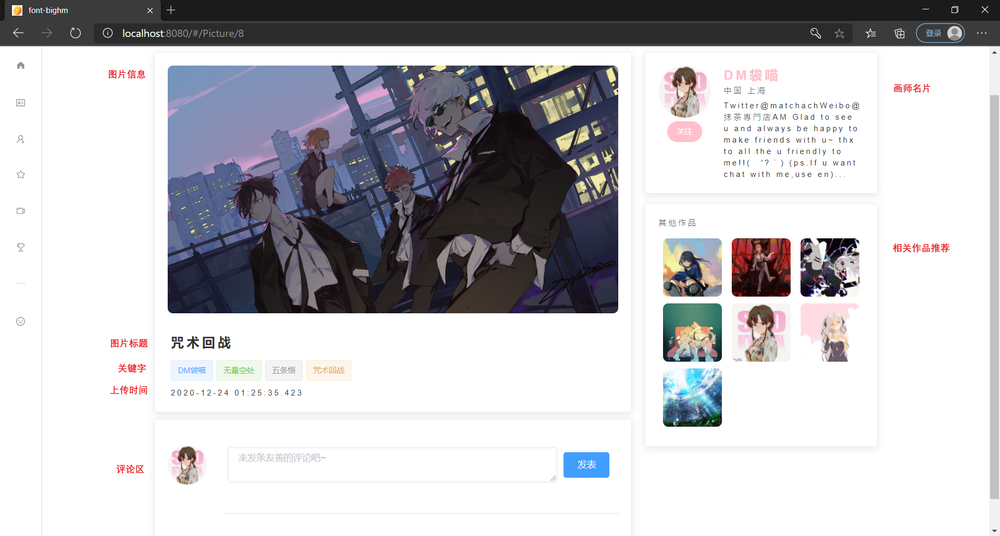 font-bighm
localhost:8080/#/Picture/8
登录
图片信息
DM袋喵
中国 上海
Twitter@matchachWeibo@
抹茶專門店AM Glad to see
u and always be happy to
make friends with u~ thx
to all the u friendly to
me!!( ′?｀) (ps.If u want
chat with me,use en)...
关注
画师名片
其他作品
相关作品推荐
图片标题
咒术回战
关键字
DM袋喵 无量空处 五条悟 咒术回战
上传时间
2020-12-24 01:25:35.423
评论区
来发条友善的评论吧~
发表